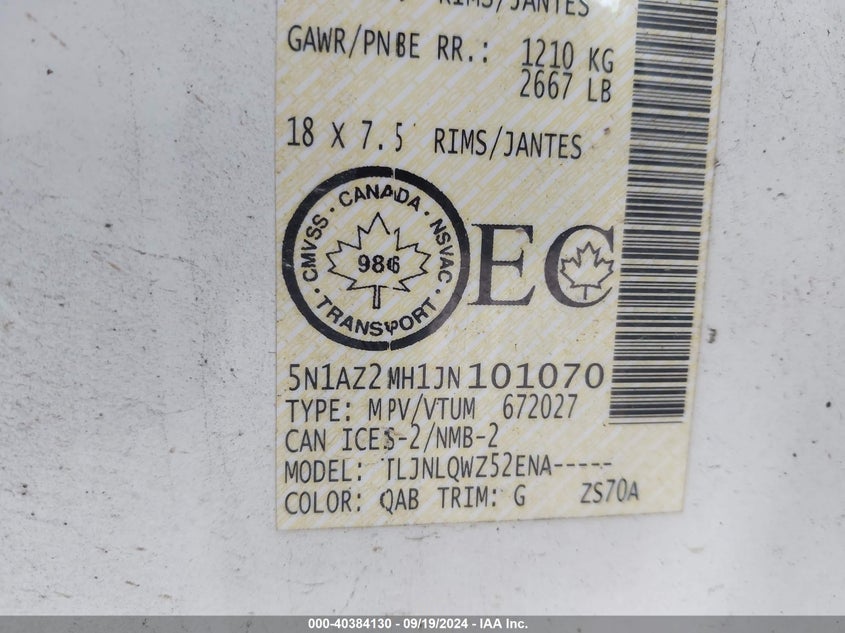 RIMS/JANTES
GAWR/PNBE RR.: 1210 KG
2667 LB
18 X 7.5 RIMS/JANTES
CMVSS · CANADA · NSVAC · TRANSPORT ·
986
EC
5N1AZ2MH1JN101070
TYPE: MPV/VTUM 672027
CAN ICES-2/NMB-2
MODEL: TLJNLQWZ52ENA-----
COLOR: QAB TRIM: G ZS70A
000-40384130 - 09/19/2024 - IAA Inc.